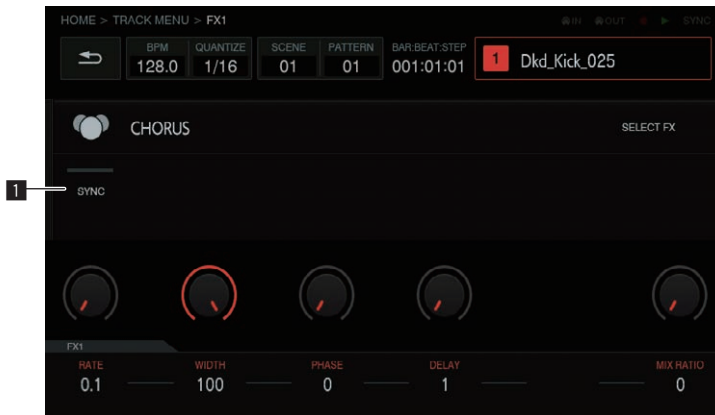 HOME > TRACK MENU > FX1
IN OUT SYNC
BPM QUANTIZE SCENE PATTERN BAR:BEAT:STEP
128.0 1/16 01 01 001:01:01 1 Dkd_Kick_025
CHORUS SELECT FX
1 SYNC
FX1
RATE WIDTH PHASE DELAY MIX RATIO
0.1 100 0 1 0